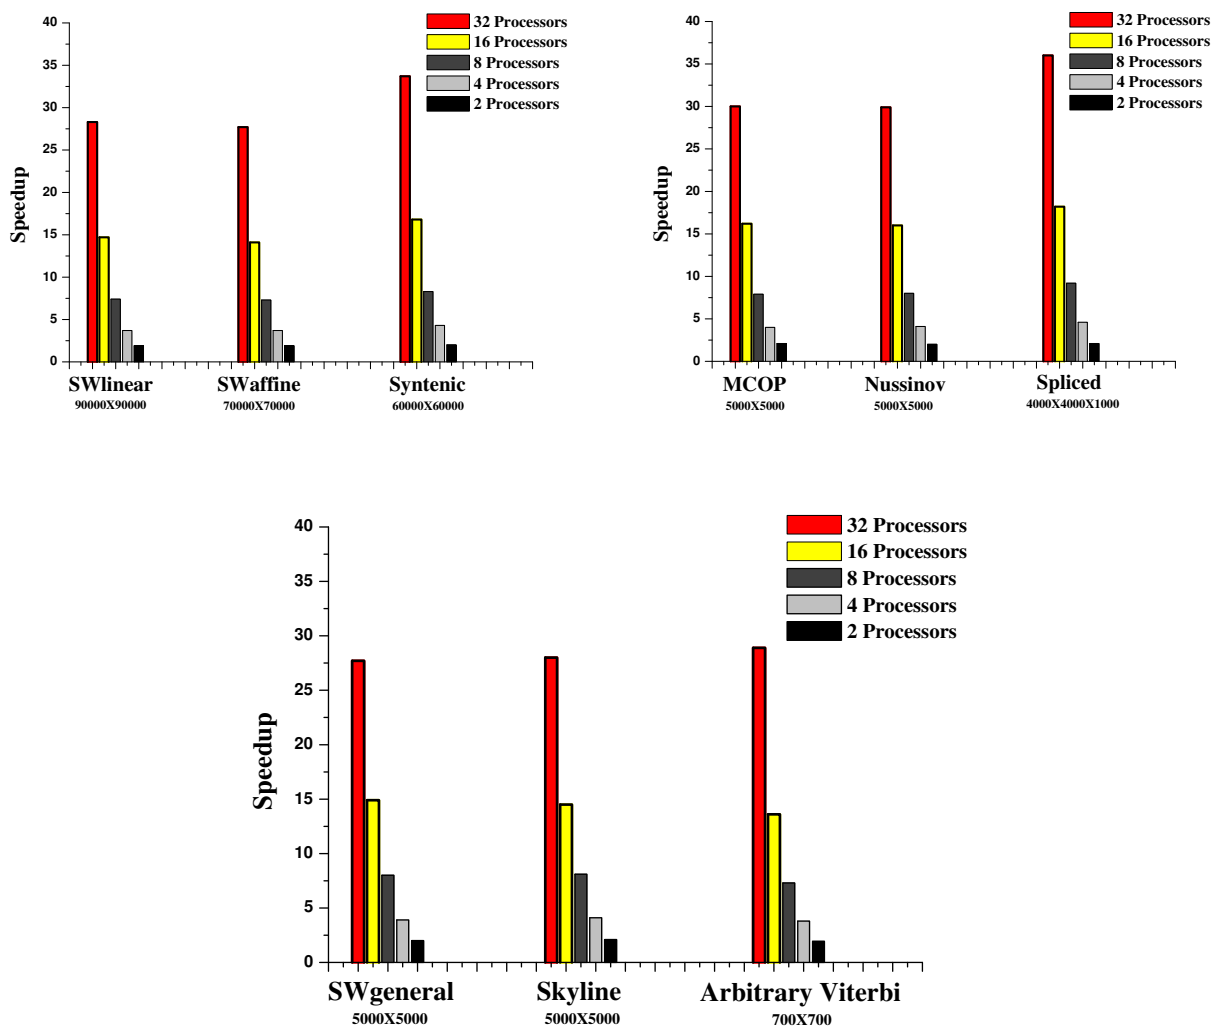 40
35
30
25
20
15
10
5
0
Speedup
32 Processors
16 Processors
8 Processors
4 Processors
2 Processors
SWlinear
90000X90000
SWaffine
70000X70000
Syntenic
60000X60000
40
35
30
25
20
15
10
5
0
Speedup
32 Processors
16 Processors
8 Processors
4 Processors
2 Processors
MCOP
5000X5000
Nussinov
5000X5000
Spliced
4000X4000X1000
40
35
30
25
20
15
10
5
0
Speedup
32 Processors
16 Processors
8 Processors
4 Processors
2 Processors
SWgeneral
5000X5000
Skyline
5000X5000
Arbitrary Viterbi
700X700